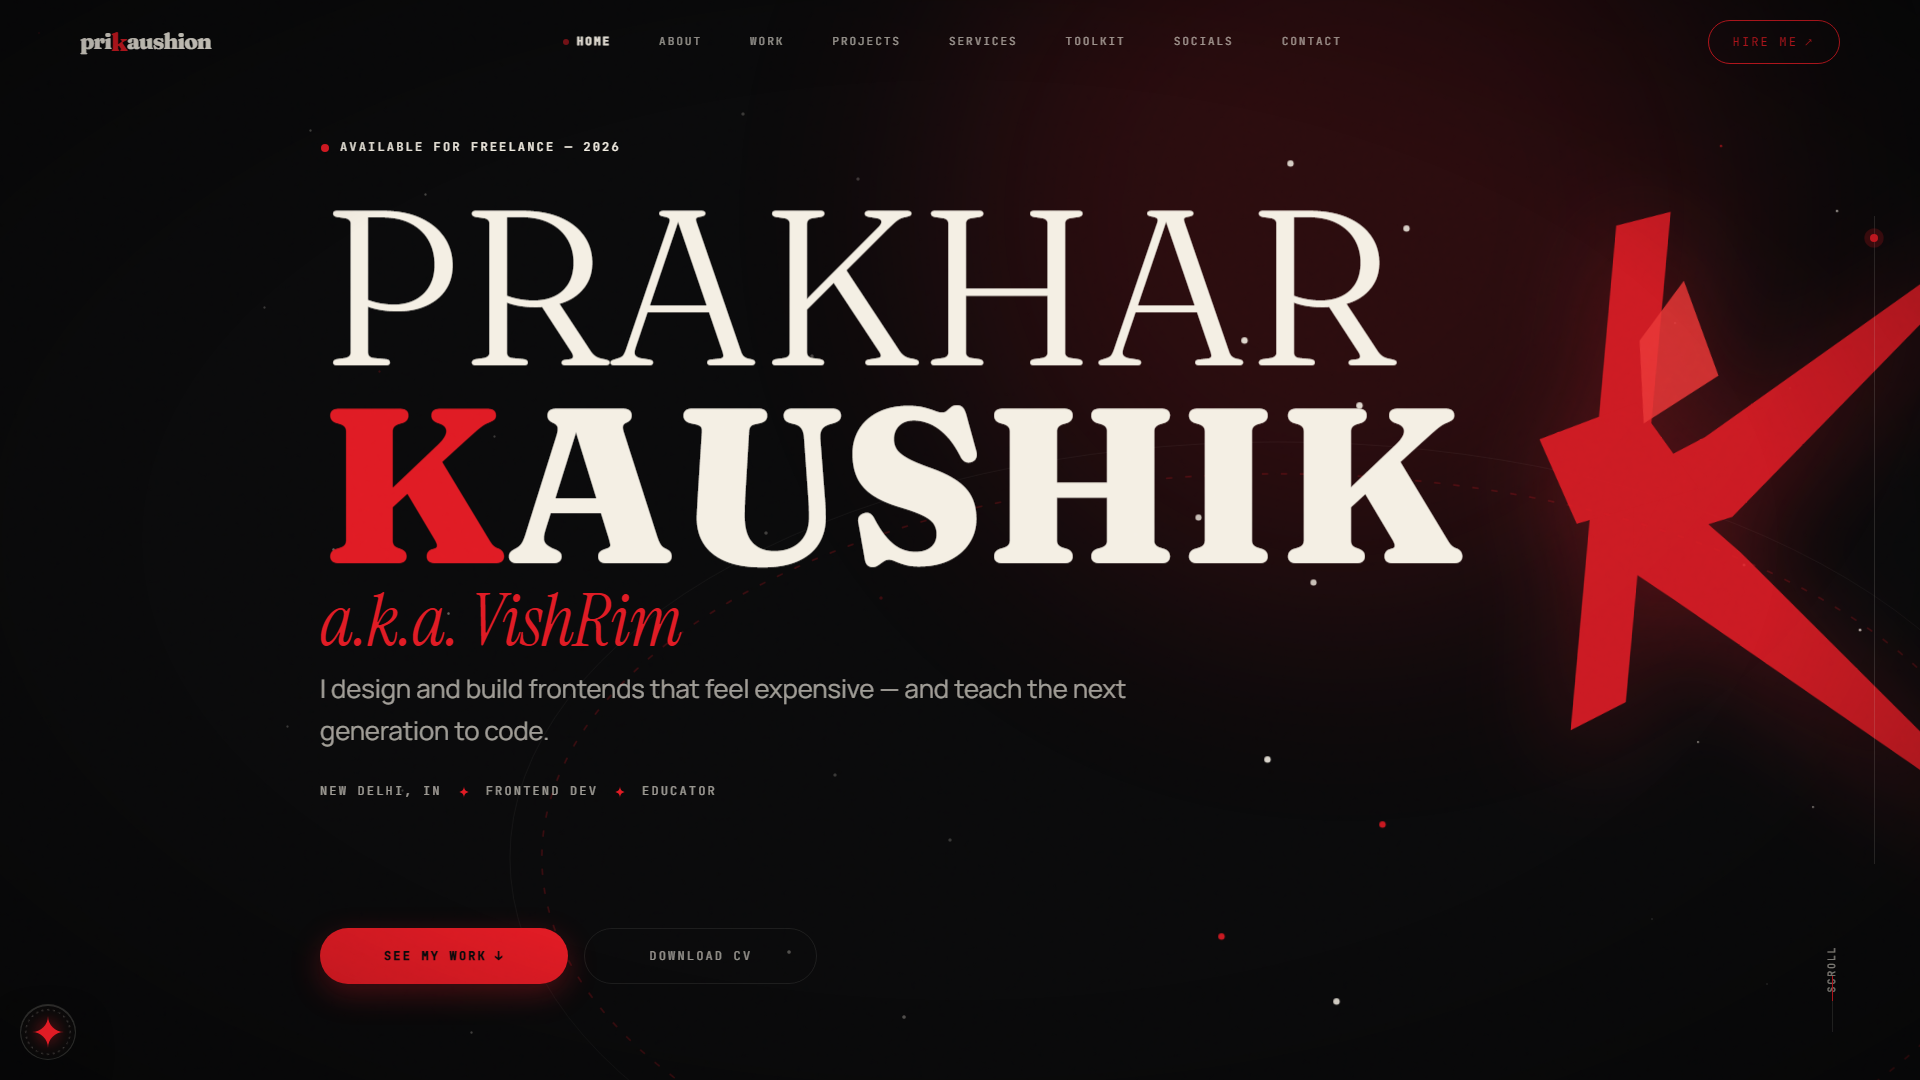 prikaushion
HOME ABOUT WORK PROJECTS SERVICES TOOLKIT SOCIALS CONTACT
HIRE ME ↗
AVAILABLE FOR FREELANCE — 2026
PRAKHAR
KAUSHIK
a.k.a. VishRim
I design and build frontends that feel expensive — and teach the next
generation to code.
NEW DELHI, IN ✦ FRONTEND DEV ✦ EDUCATOR
SEE MY WORK ↓
DOWNLOAD CV
SCROLL